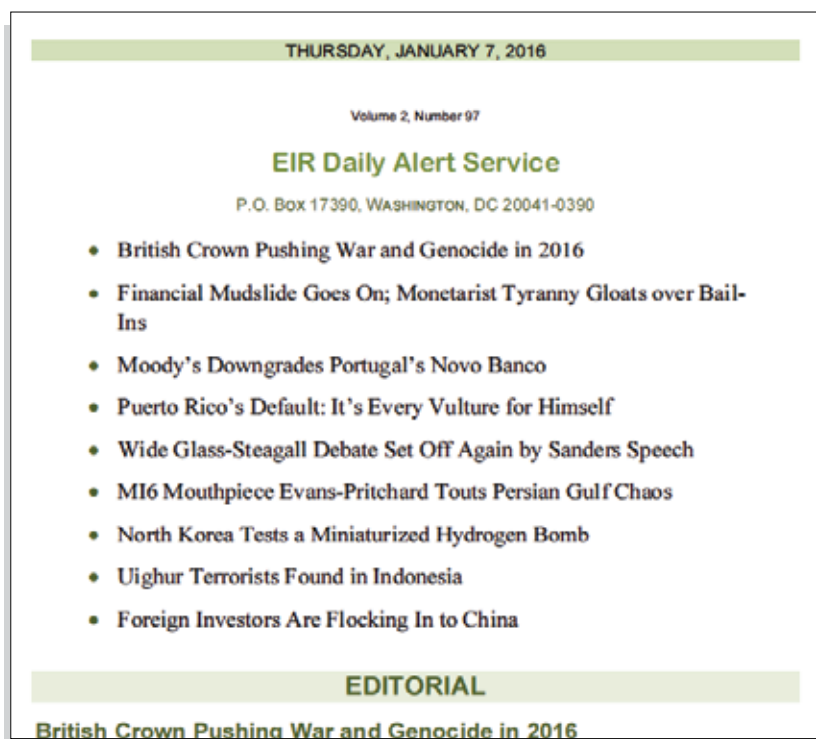 THURSDAY, JANUARY 7, 2016
Volume 2, Number 97
EIR Daily Alert Service
P.O. BOX 17390, WASHINGTON, DC 20041-0390
• British Crown Pushing War and Genocide in 2016
• Financial Mudslide Goes On; Monetarist Tyranny Gloats over Bail-
Ins
• Moody's Downgrades Portugal's Novo Banco
• Puerto Rico's Default: It's Every Vulture for Himself
• Wide Glass-Steagall Debate Set Off Again by Sanders Speech
• MI6 Mouthpiece Evans-Pritchard Touts Persian Gulf Chaos
• North Korea Tests a Miniaturized Hydrogen Bomb
• Uighur Terrorists Found in Indonesia
• Foreign Investors Are Flocking In to China
EDITORIAL
British Crown Pushing War and Genocide in 2016